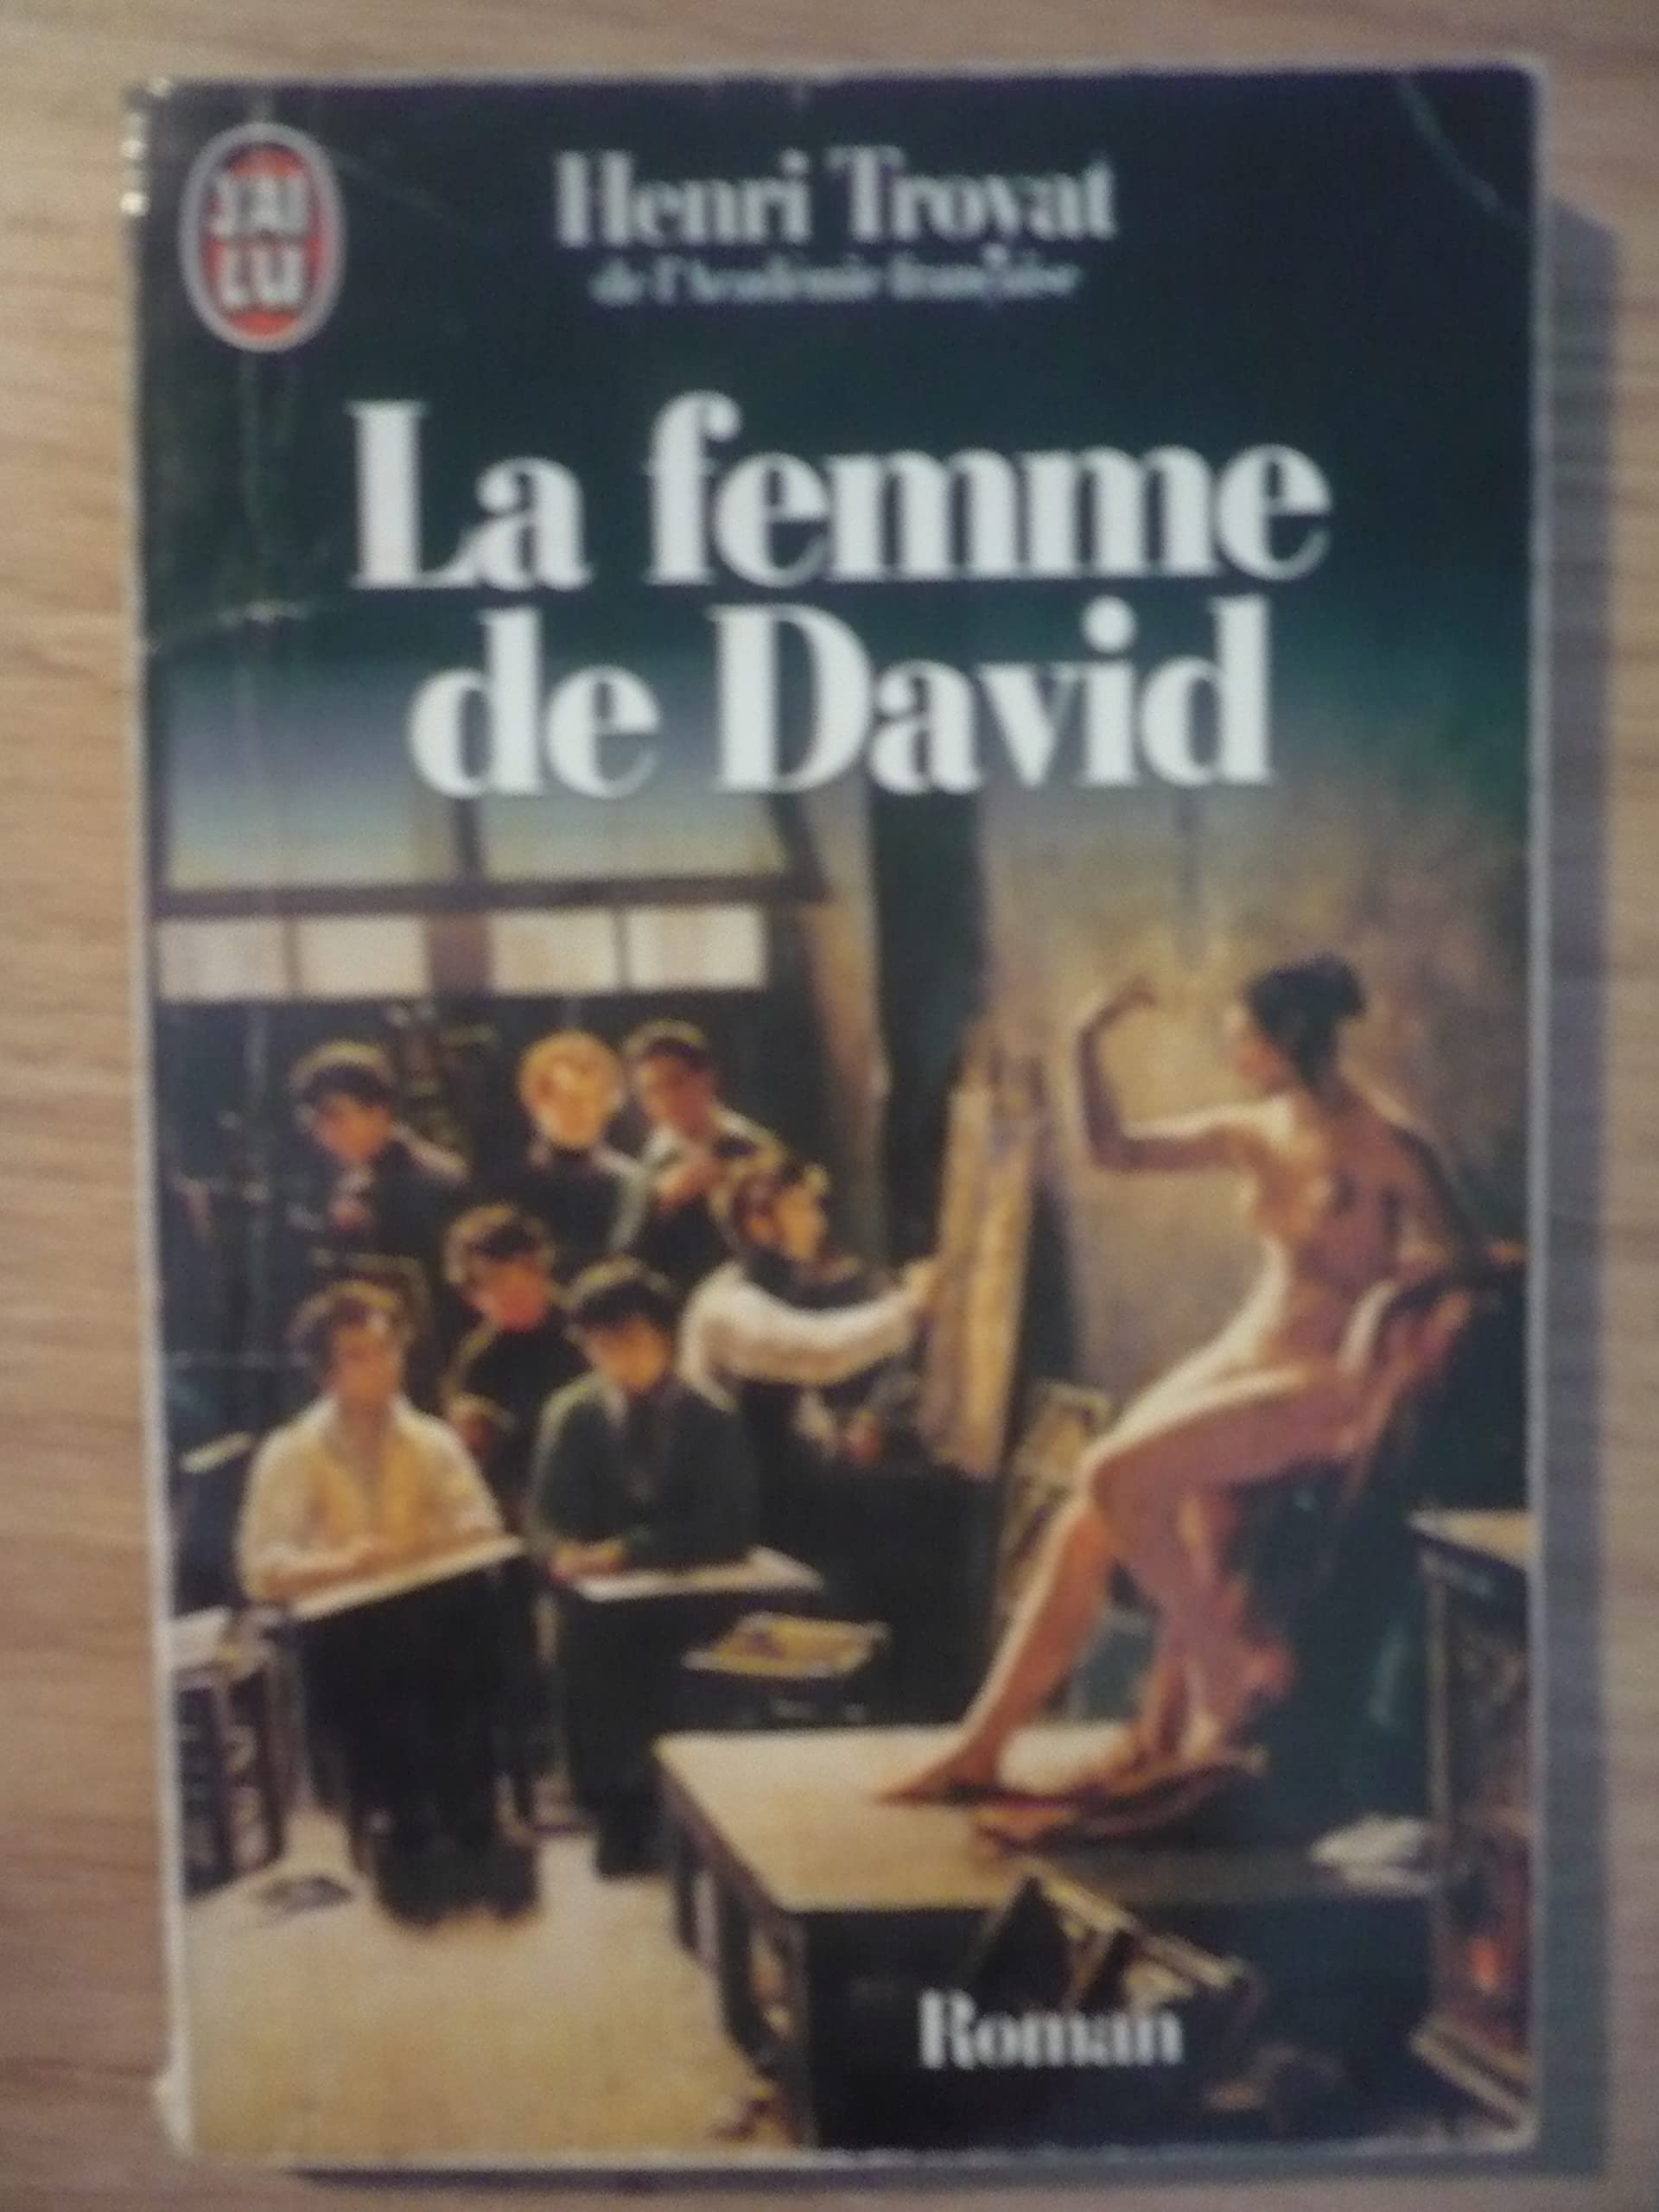 J'AI
LU
Henri Troyat
de l'Académie française
La femme
de David
Roman